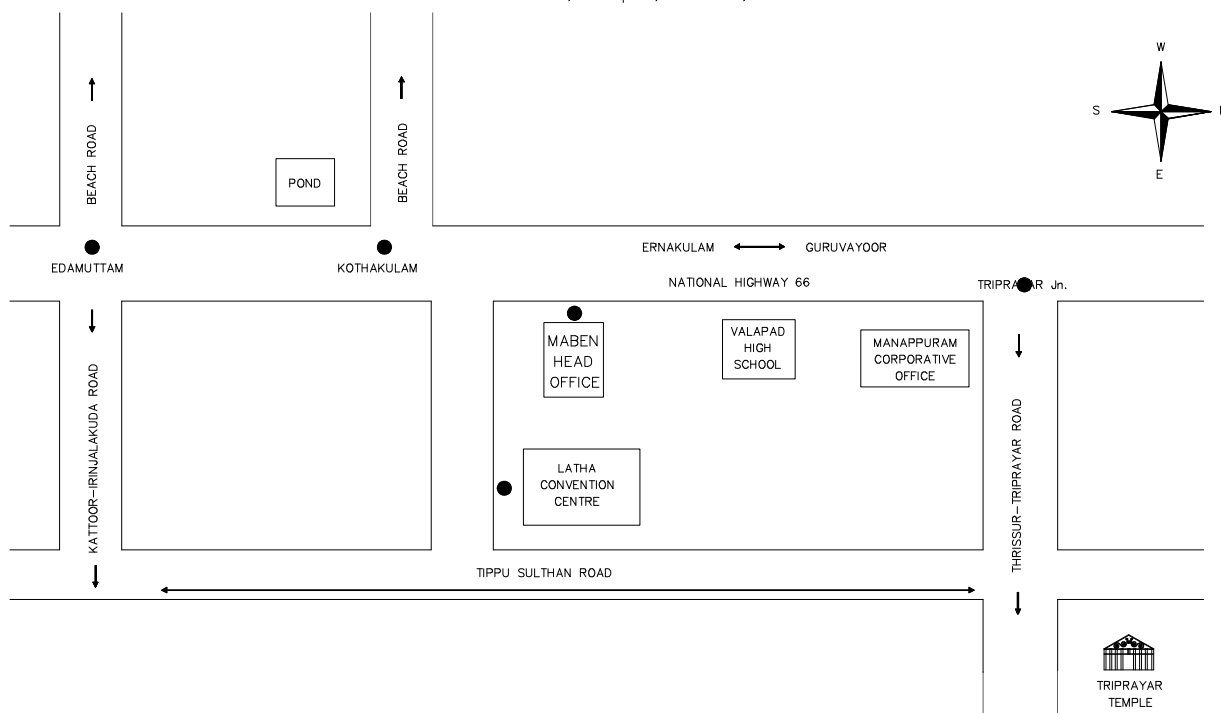 W
S
E
BEACH ROAD
BEACH ROAD
POND
ERNAKULAM
GURUVAYOOR
EDAMUTTAM
KOTHAKULAM
NATIONAL HIGHWAY 66
TRIPRAYAR Jn.
MABEN
HEAD
OFFICE
VALAPAD
HIGH
SCHOOL
MANAPPURAM
CORPORATIVE
OFFICE
KATTOOR-IRINJALAKUDA ROAD
THRISSUR-TRIPRAYAR ROAD
LATHA
CONVENTION
CENTRE
TIPPU SULTHAN ROAD
TRIPRAYAR
TEMPLE